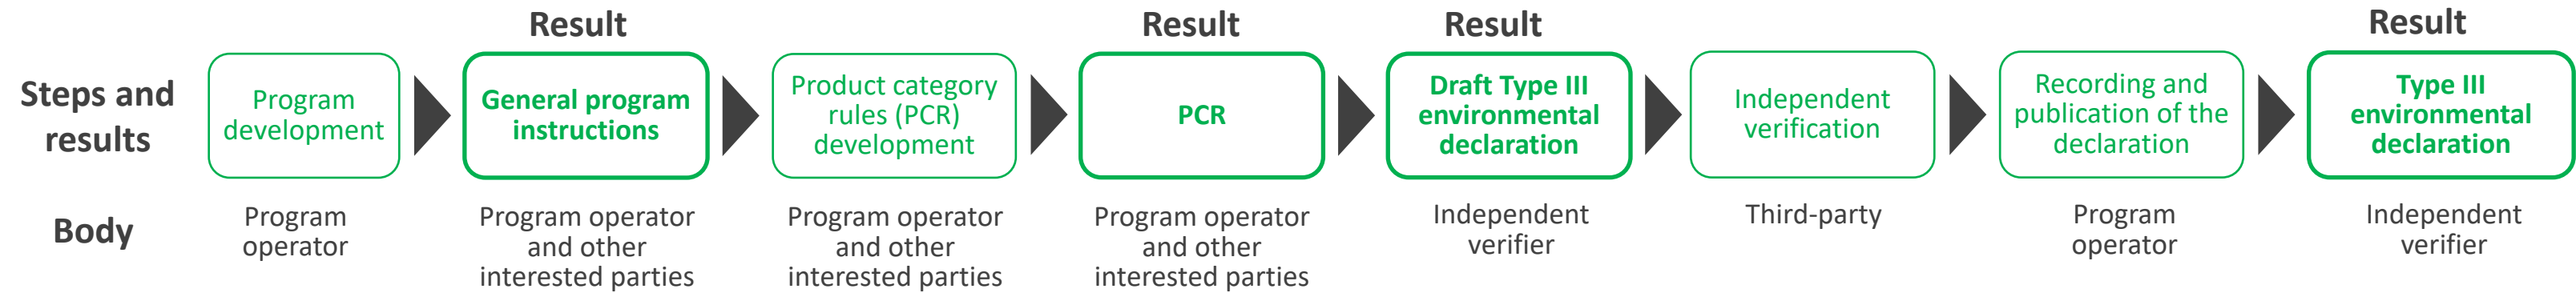 Result
Result
Result
Result
Steps and
results
Program
development
General program
instructions
Product category
rules (PCR)
development
PCR
Draft Type III
environmental
declaration
Independent
verification
Recording and
publication of the
declaration
Type III
environmental
declaration
Body
Program
operator
Program operator
and other
interested parties
Program operator
and other
interested parties
Program operator
and other
interested parties
Independent
verifier
Third-party
Program
operator
Independent
verifier